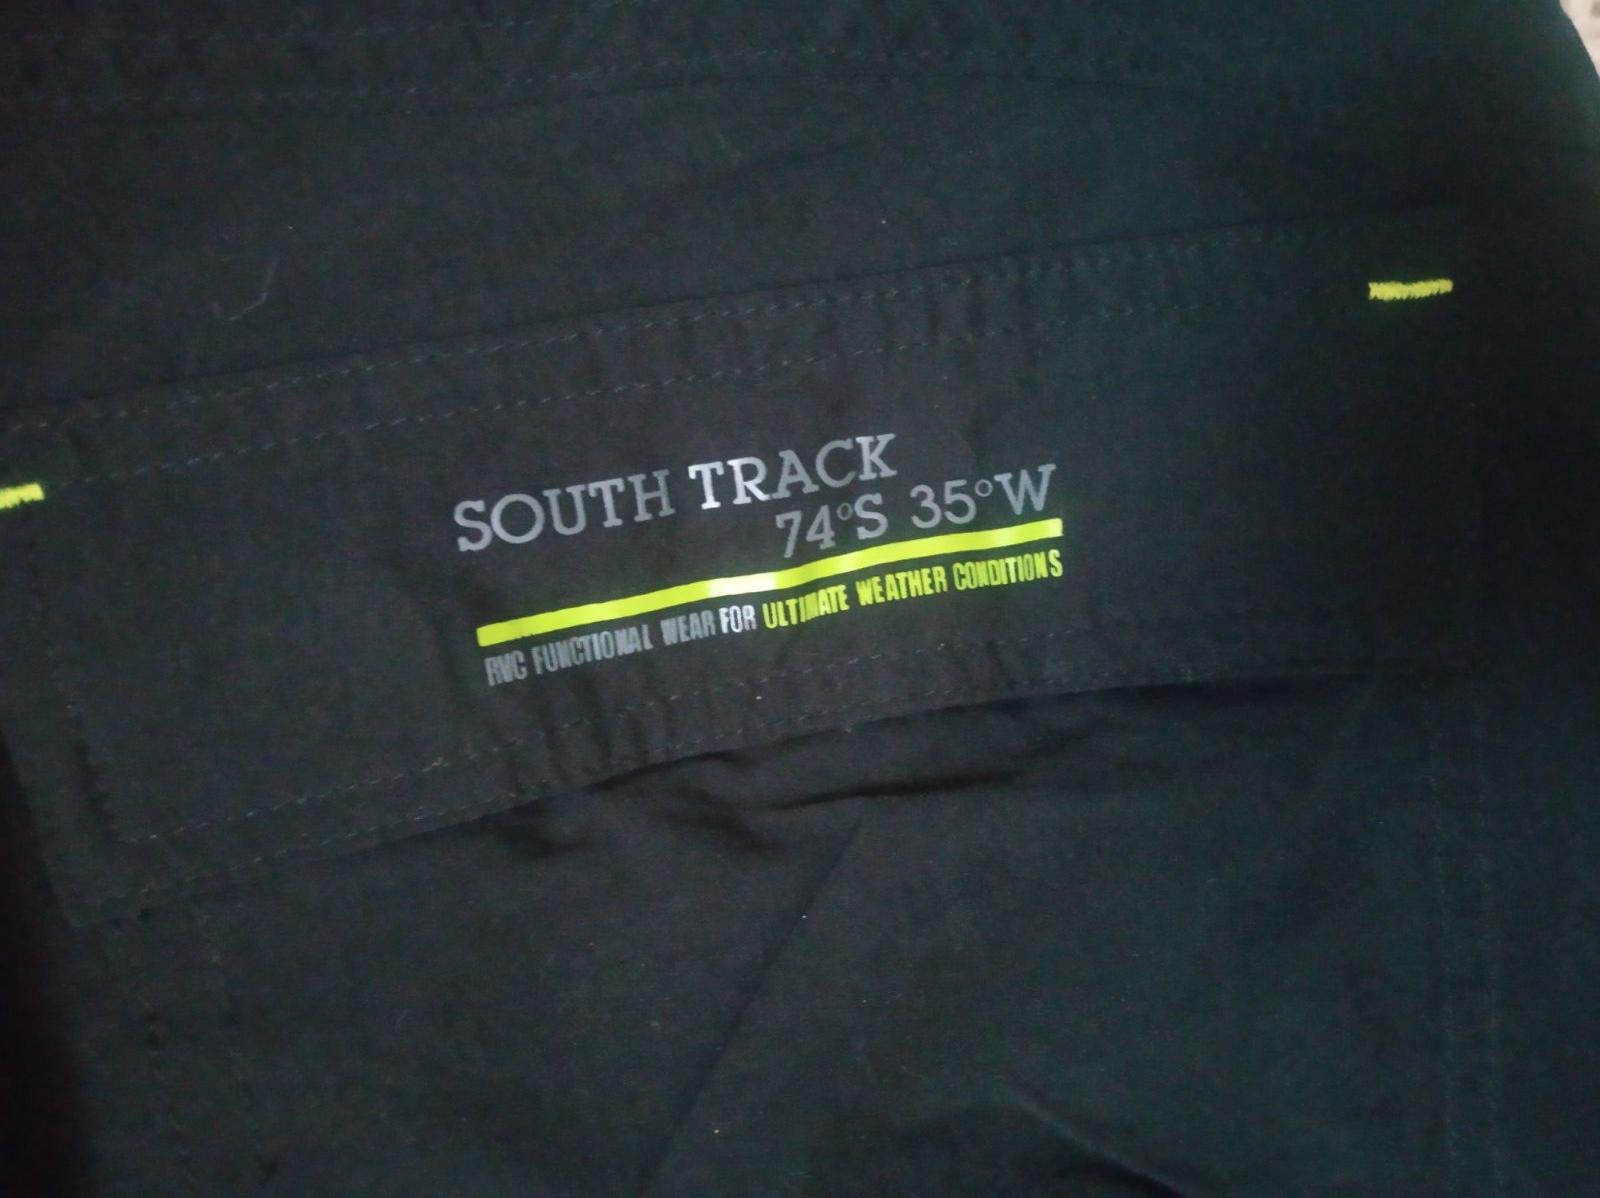 SOUTH TRACK
74°S 35°W
RVC FUNCTIONAL WEAR FOR ULTIMATE WEATHER CONDITIONS